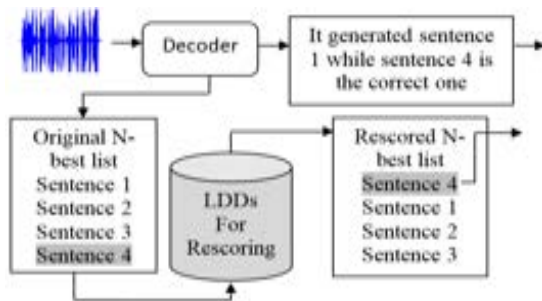 Decoder
It generated sentence
1 while sentence 4 is
the correct one
Original N-
best list
Sentence 1
Sentence 2
Sentence 3
Sentence 4
LDDs
For
Rescoring
Rescored N-
best list
Sentence 4
Sentence 1
Sentence 2
Sentence 3